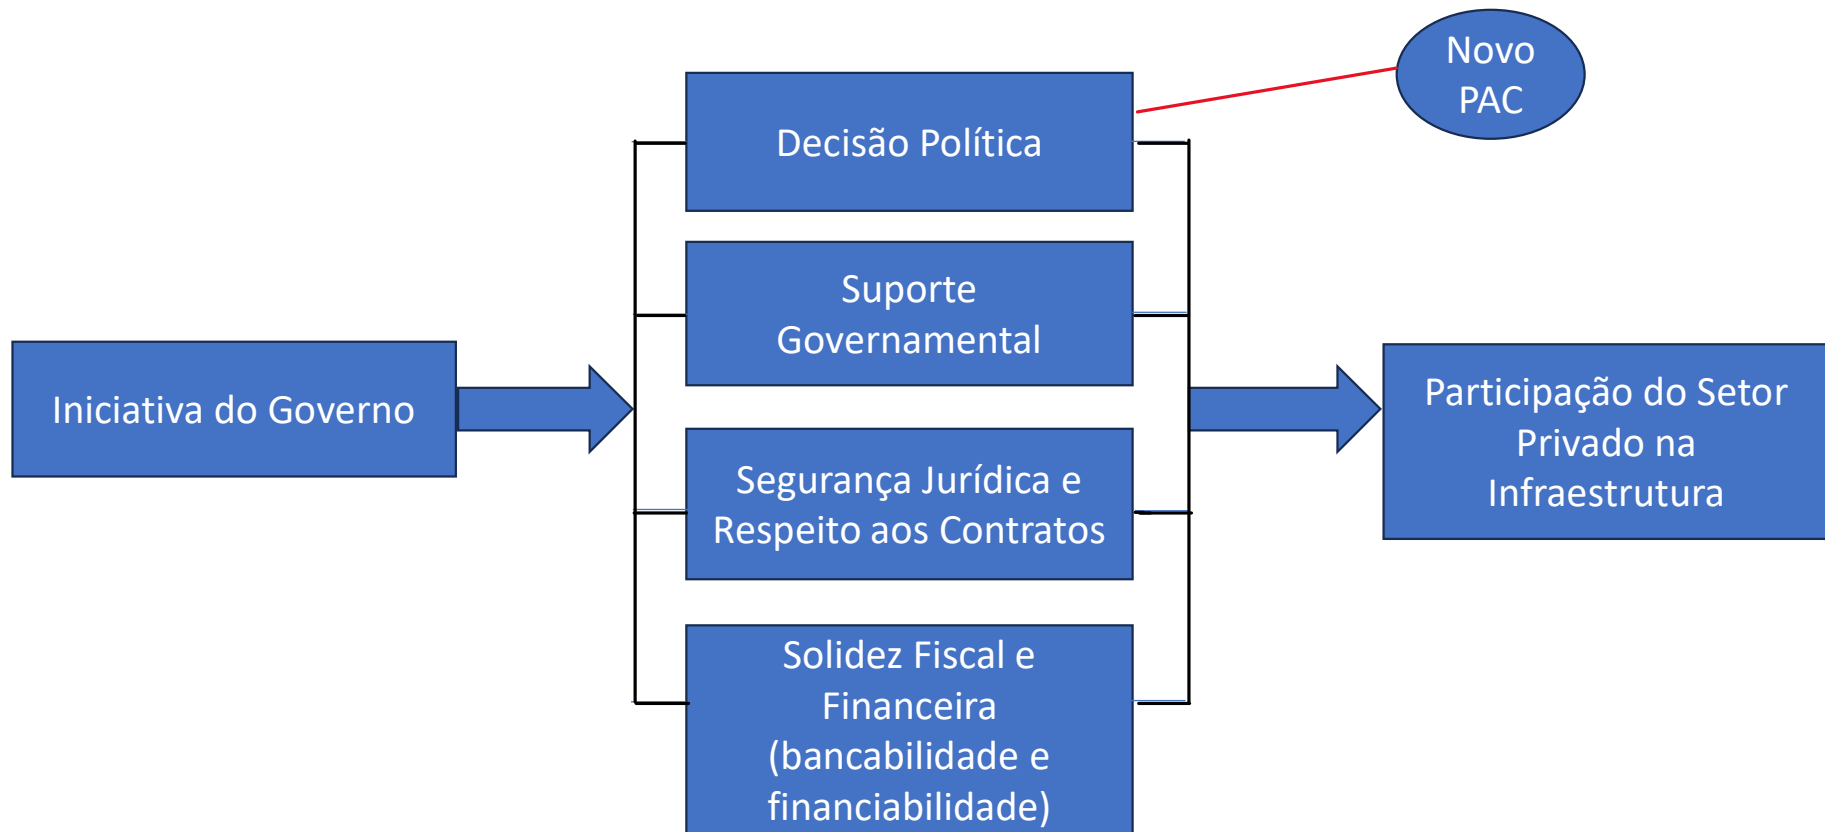 Novo
PAC
Decisão Política
Suporte
Governamental
Iniciativa do Governo
Segurança Jurídica e
Respeito aos Contratos
Solidez Fiscal e
Financeira
(bancabilidade e
financiabilidade)
Participação do Setor
Privado na
Infraestrutura